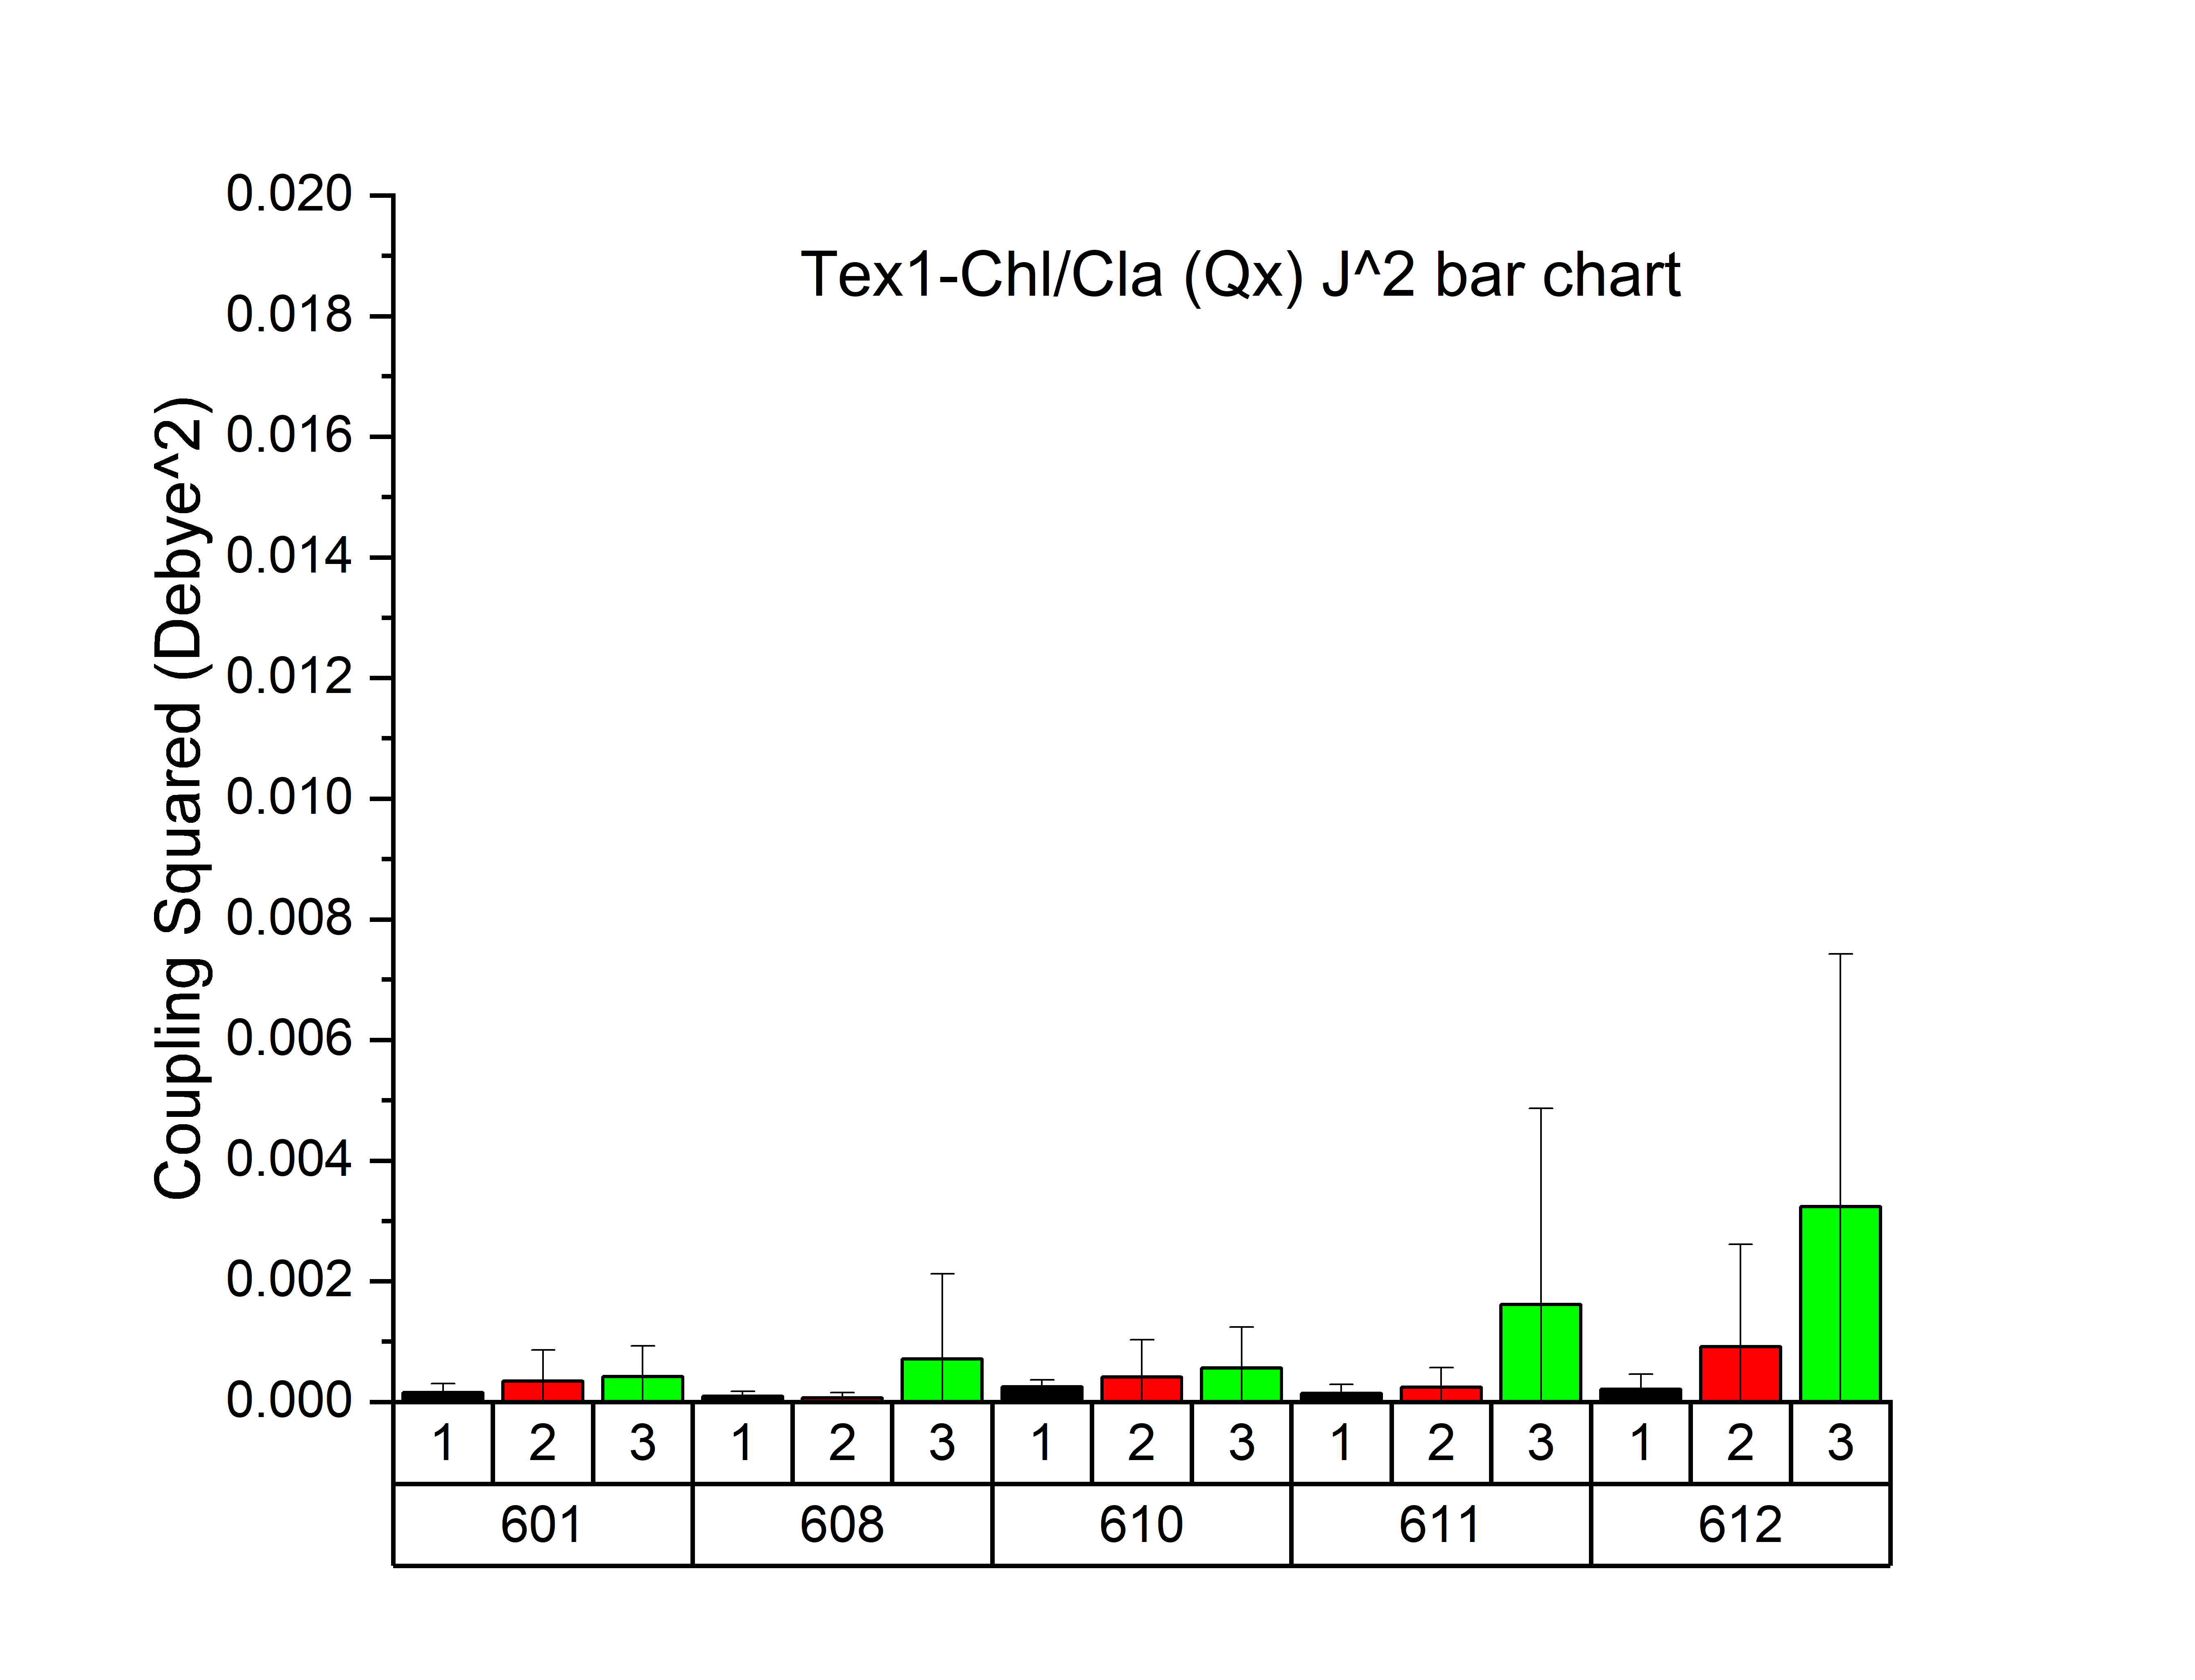 Tex1-Chl/Cla (Qx) J^2 bar chart
Coupling Squared (Debye^2)
0.020
0.018
0.016
0.014
0.012
0.010
0.008
0.006
0.004
0.002
0.000
1 2 3 1 2 3 1 2 3 1 2 3 1 2 3
601 608 610 611 612